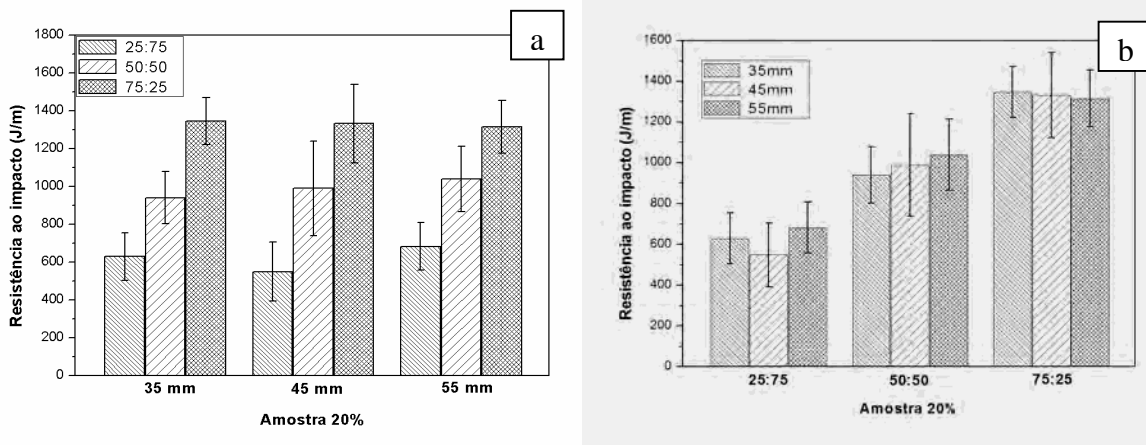 a
25:75
50:50
75:25
Resistência ao impacto (J/m)
1800
1600
1400
1200
1000
800
600
400
200
0
35 mm 45 mm 55 mm
Amostra 20%
b
35mm
45mm
55mm
Resistência ao impacto (J/m)
1600
1400
1200
1000
800
600
400
200
0
25:75 50:50 75:25
Amostra 20%